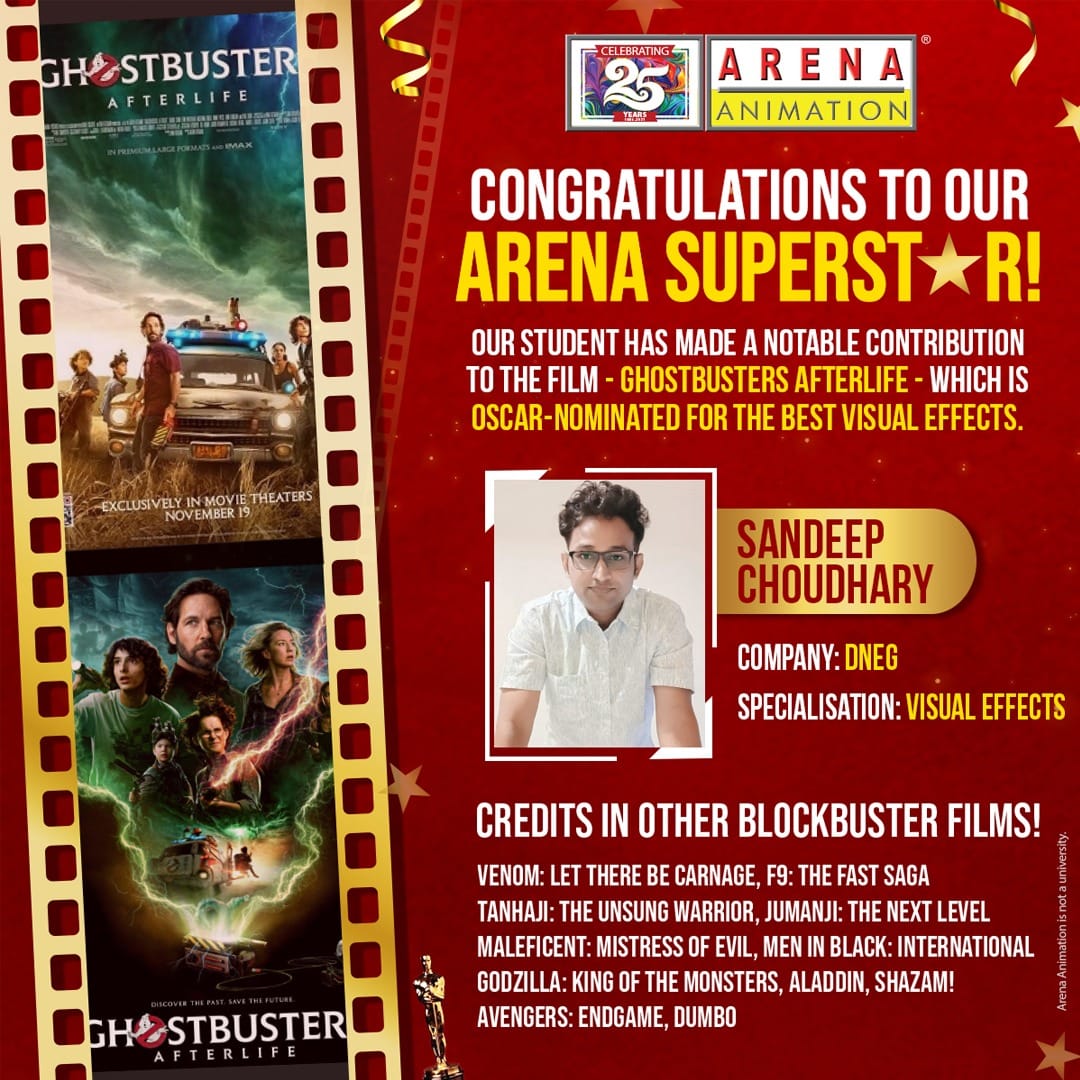 GHOSTBUSTER
AFTERLIFE
IN PREMIUM LARGE FORMATS AND IMAX
EXCLUSIVELY IN MOVIE THEATERS
NOVEMBER 19
DISCOVER THE PAST. SAVE THE FUTURE.
GHOSTBUSTER
AFTERLIFE
CELEBRATING
25
YEARS
ARENA ®
ANIMATION
CONGRATULATIONS TO OUR
ARENA SUPERST★R!
OUR STUDENT HAS MADE A NOTABLE CONTRIBUTION
TO THE FILM - GHOSTBUSTERS AFTERLIFE - WHICH IS
OSCAR-NOMINATED FOR THE BEST VISUAL EFFECTS.
SANDEEP
CHOUDHARY
COMPANY: DNEG
SPECIALISATION: VISUAL EFFECTS
CREDITS IN OTHER BLOCKBUSTER FILMS!
VENOM: LET THERE BE CARNAGE, F9: THE FAST SAGA
TANHAJI: THE UNSUNG WARRIOR, JUMANJI: THE NEXT LEVEL
MALEFICENT: MISTRESS OF EVIL, MEN IN BLACK: INTERNATIONAL
GODZILLA: KING OF THE MONSTERS, ALADDIN, SHAZAM!
AVENGERS: ENDGAME, DUMBO
Arena Animation is not a university.